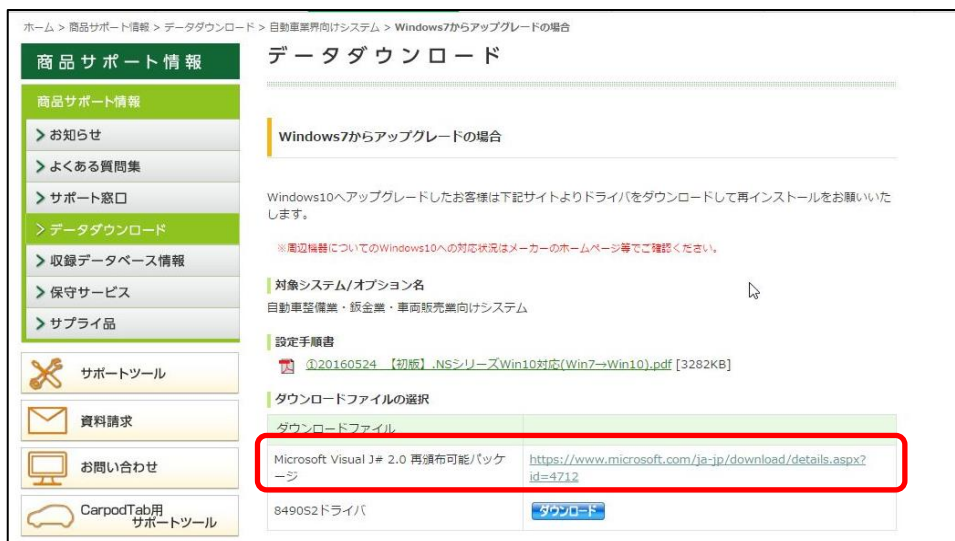 ホーム > 商品サポート情報 > データダウンロード > 自動車業界向けシステム > Windows7からアップグレードの場合
商品サポート情報
商品サポート情報
お知らせ
よくある質問集
サポート窓口
データダウンロード
収録データベース情報
保守サービス
サプライ品
サポートツール
資料請求
お問い合わせ
CarpodTab用
サポートツール
データダウンロード
Windows7からアップグレードの場合
Windows10へアップグレードしたお客様は下記サイトよりドライバをダウンロードして再インストールをお願いいた
します。
※周辺機器についてのWindows10への対応状況はメーカーのホームページ等でご確認ください。
対象システム/オプション名
自動車整備業・鈑金業・車両販売業向けシステム
設定手順書
①20160524 【初版】.NSシリーズWin10対応(Win7→Win10).pdf [3282KB]
ダウンロードファイルの選択
ダウンロードファイル
Microsoft Visual J# 2.0 再頒布可能パッケ
ージ
https://www.microsoft.com/ja-jp/download/details.aspx?
id=4712
8490S2ドライバ
ダウンロード